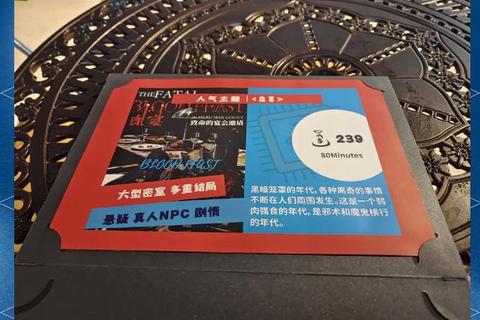 人气主题
THE FATAL
BLOOD FEAST
致命的宴会邀请
BLOOD FEAST
大型密室 多重结局
悬疑 真人NPC 剧情
239
80Minutes
黑暗笼罩的年代,各种离奇的事情
不断在人们周围发生。这是一个弱
肉强食的年代,是邪术和魔鬼横行
的年代。